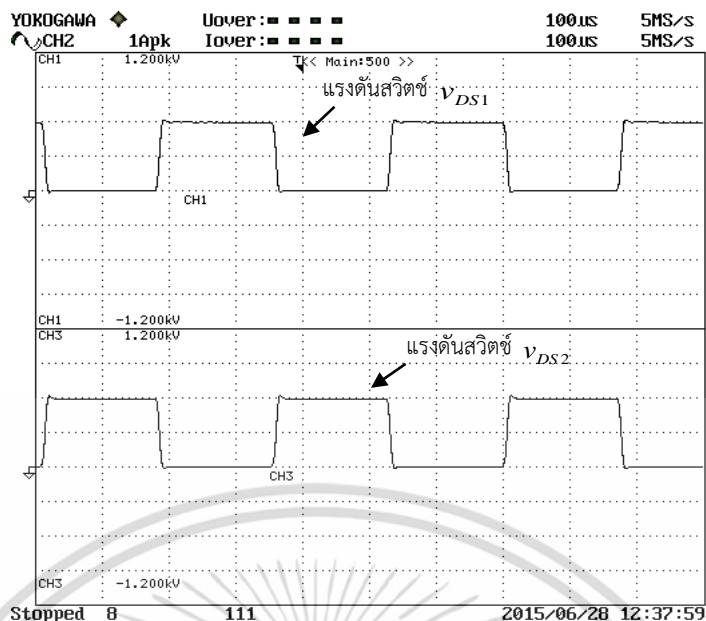 YOKOGAWA Uover: 100us 5MS/s
CH2 1Apk Iover: 100us 5MS/s
CH1 1.200kV << Main:500 >>
แรงดันสวิตช์ vDS1
CH1
CH1 -1.200kV
CH3 1.200kV
แรงดันสวิตช์ vDS2
CH3
CH3 -1.200kV
Stopped 8 111 2015/06/28 12:37:59